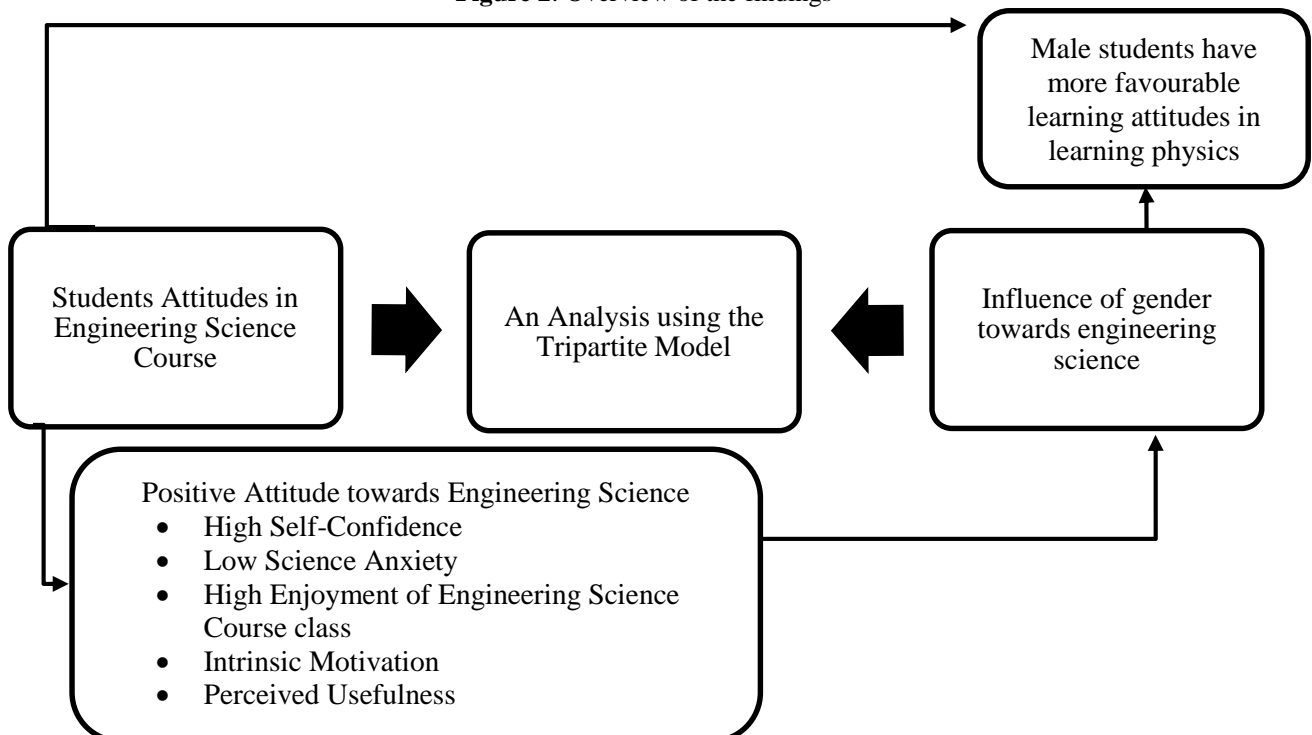 Figure 2: Overview of the findings
Male students have
more favourable
learning attitudes in
learning physics
Students Attitudes in
Engineering Science
Course
An Analysis using the
Tripartite Model
Influence of gender
towards engineering
science
Positive Attitude towards Engineering Science
• High Self-Confidence
• Low Science Anxiety
• High Enjoyment of Engineering Science
Course class
• Intrinsic Motivation
• Perceived Usefulness